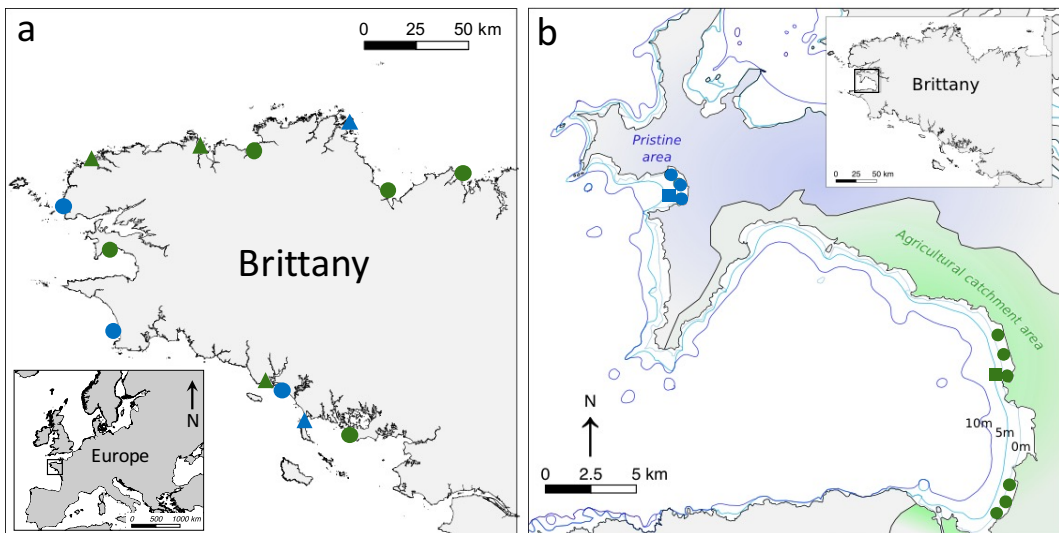 a
0 25 50 km
Brittany
N
Europe
0 500 1000 km
b
Pristine
area
Brittany
0 25 50 km
Agricultural catchment area
N
10m
5m
0m
0 2.5 5 km